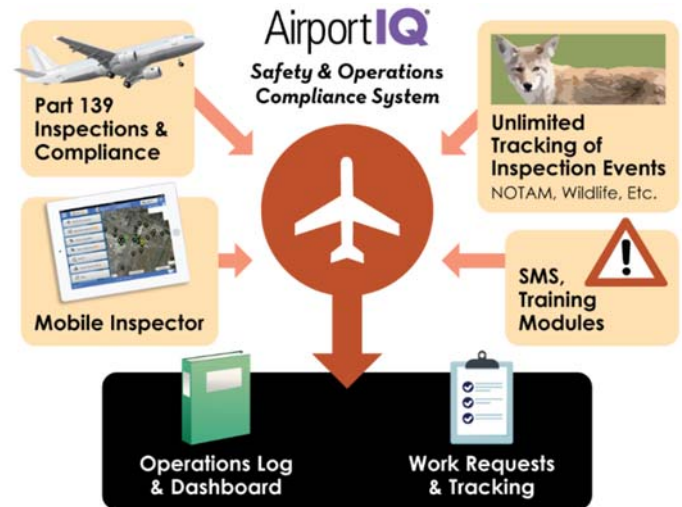 AirportIQ
Safety & Operations
Compliance System
Part 139
Inspections &
Compliance
Unlimited
Tracking of
Inspection Events
NOTAM, Wildlife, Etc.
Mobile Inspector
SMS,
Training
Modules
Operations Log
& Dashboard
Work Requests
& Tracking